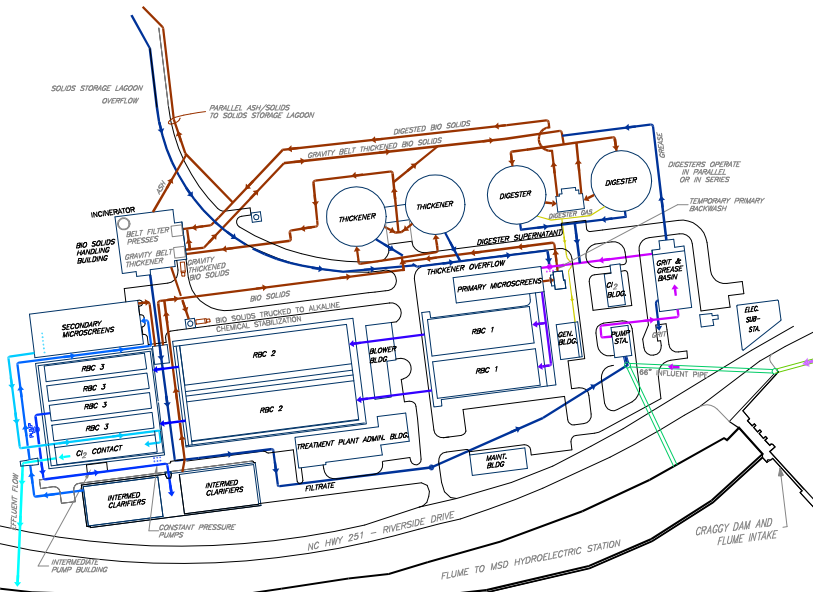 SOLIDS STORAGE LAGOON
OVERFLOW
PARALLEL ASH/SOLIDS
TO SOLIDS STORAGE LAGOON
DIGESTED BIO SOLIDS
GRAVITY BELT THICKENED BIO SOLIDS
GREASE
DIGESTERS OPERATE
IN PARALLEL
OR IN SERIES
ASH
THICKENER
THICKENER
DIGESTER
DIGESTER
TEMPORARY PRIMARY
BACKWASH
INCINERATOR
BELT FILTER
PRESSES
BIO SOLIDS
HANDLING
BUILDING
GRAVITY BELT
THICKENER
GRAVITY
THICKENED
BIO SOLIDS
DIGESTER GAS
DIGESTER SUPERNATANT
THICKENER OVERFLOW
PRIMARY MICROSCREENS
GRIT &
GREASE
BASIN
Cl2
BLDG.
BIO SOLIDS
BIO SOLIDS TRUCKED TO ALKALINE
CHEMICAL STABILIZATION
ELEC.
SUB-
STA.
SECONDARY
MICROSCREENS
RBC 1
GEN.
BLDG.
PUMP
STA.
GRIT
RBC 2
BLOWER
BLDG.
RBC 1
66" INFLUENT PIPE
RBC 3
RBC 3
RBC 3
RBC 3
RBC 2
PUMP
Cl2 CONTACT
TREATMENT PLANT ADMIN. BLDG.
MAINT.
BLDG
EFFLUENT FLOW
INTERMED
CLARIFIERS
INTERMED
CLARIFIERS
FILTRATE
CONSTANT PRESSURE
PUMPS
INTERMEDIATE
PUMP BUILDING
NC HWY 251 - RIVERSIDE DRIVE
FLUME TO MSD HYDROELECTRIC STATION
CRAGGY DAM AND
FLUME INTAKE